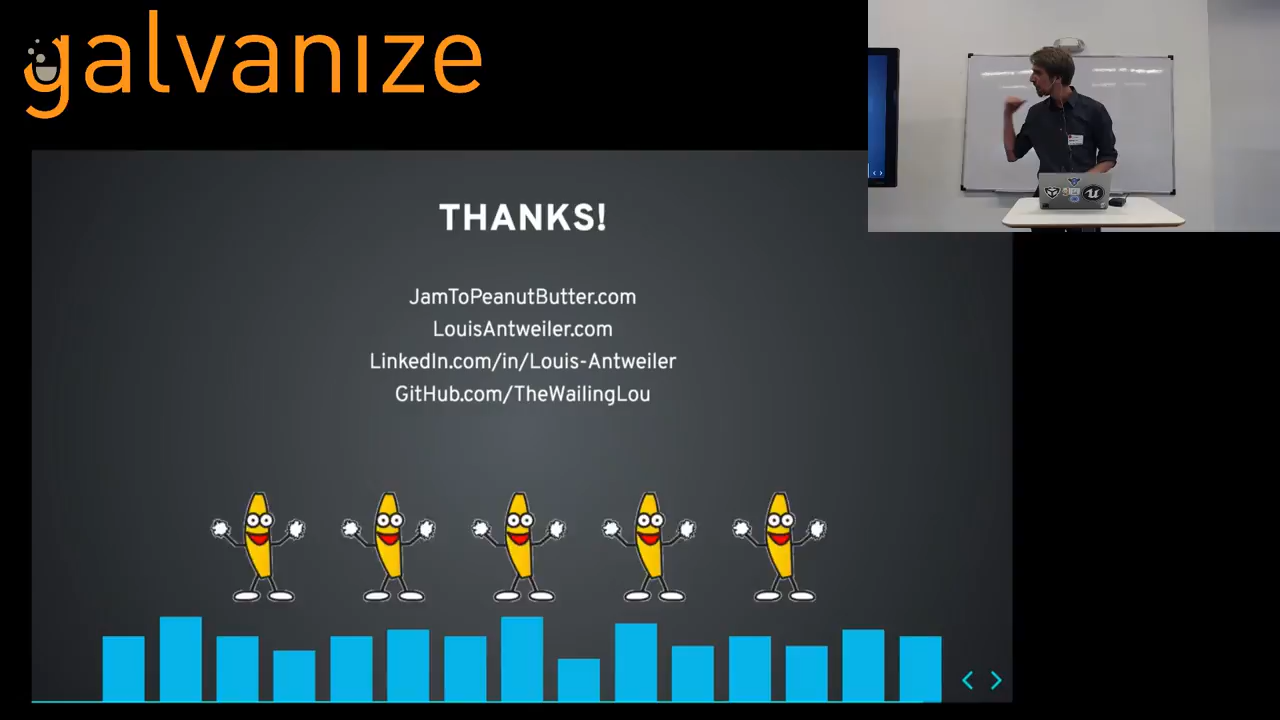 galvanize
THANKS!
JamToPeanutButter.com
LouisAntweiler.com
LinkedIn.com/in/Louis-Antweiler
GitHub.com/TheWailingLou